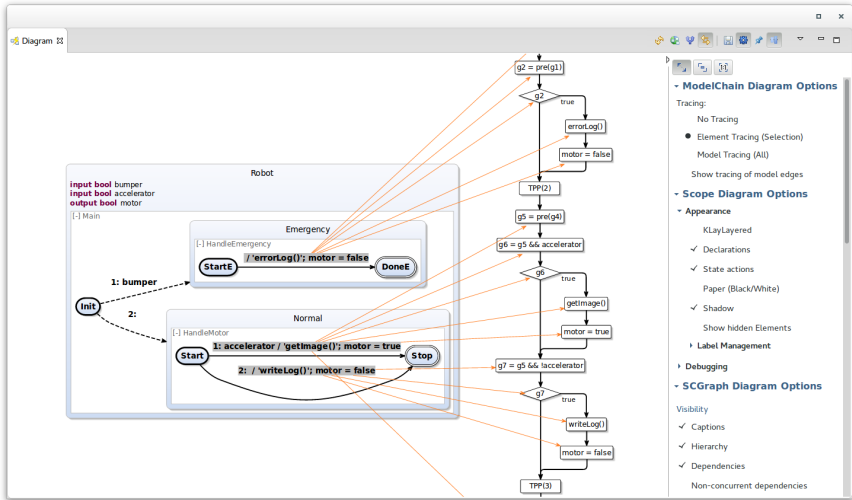 Diagram
Robot
input bool bumper
input bool accelerator
output bool motor
[-] Main
Emergency
[-] HandleEmergency
/ 'errorLog()'; motor = false
StartE
DoneE
1: bumper
Init
2:
Normal
[-] HandleMotor
1: accelerator / 'getImage()'; motor = true
Start
Stop
2: / 'writeLog()'; motor = false
g2 = pre(g1)
g2
true
errorLog()
motor = false
TPP(2)
g5 = pre(g4)
g6 = g5 && accelerator
g6
true
getImage()
motor = true
g7 = g5 && !accelerator
g7
true
writeLog()
motor = false
TPP(3)
ModelChain Diagram Options
Tracing:
No Tracing
Element Tracing (Selection)
Model Tracing (All)
Show tracing of model edges
Scope Diagram Options
Appearance
KLayLayered
Declarations
State actions
Paper (Black/White)
Shadow
Show hidden Elements
Label Management
Debugging
SCGraph Diagram Options
Visibility
Captions
Hierarchy
Dependencies
Non-concurrent dependencies